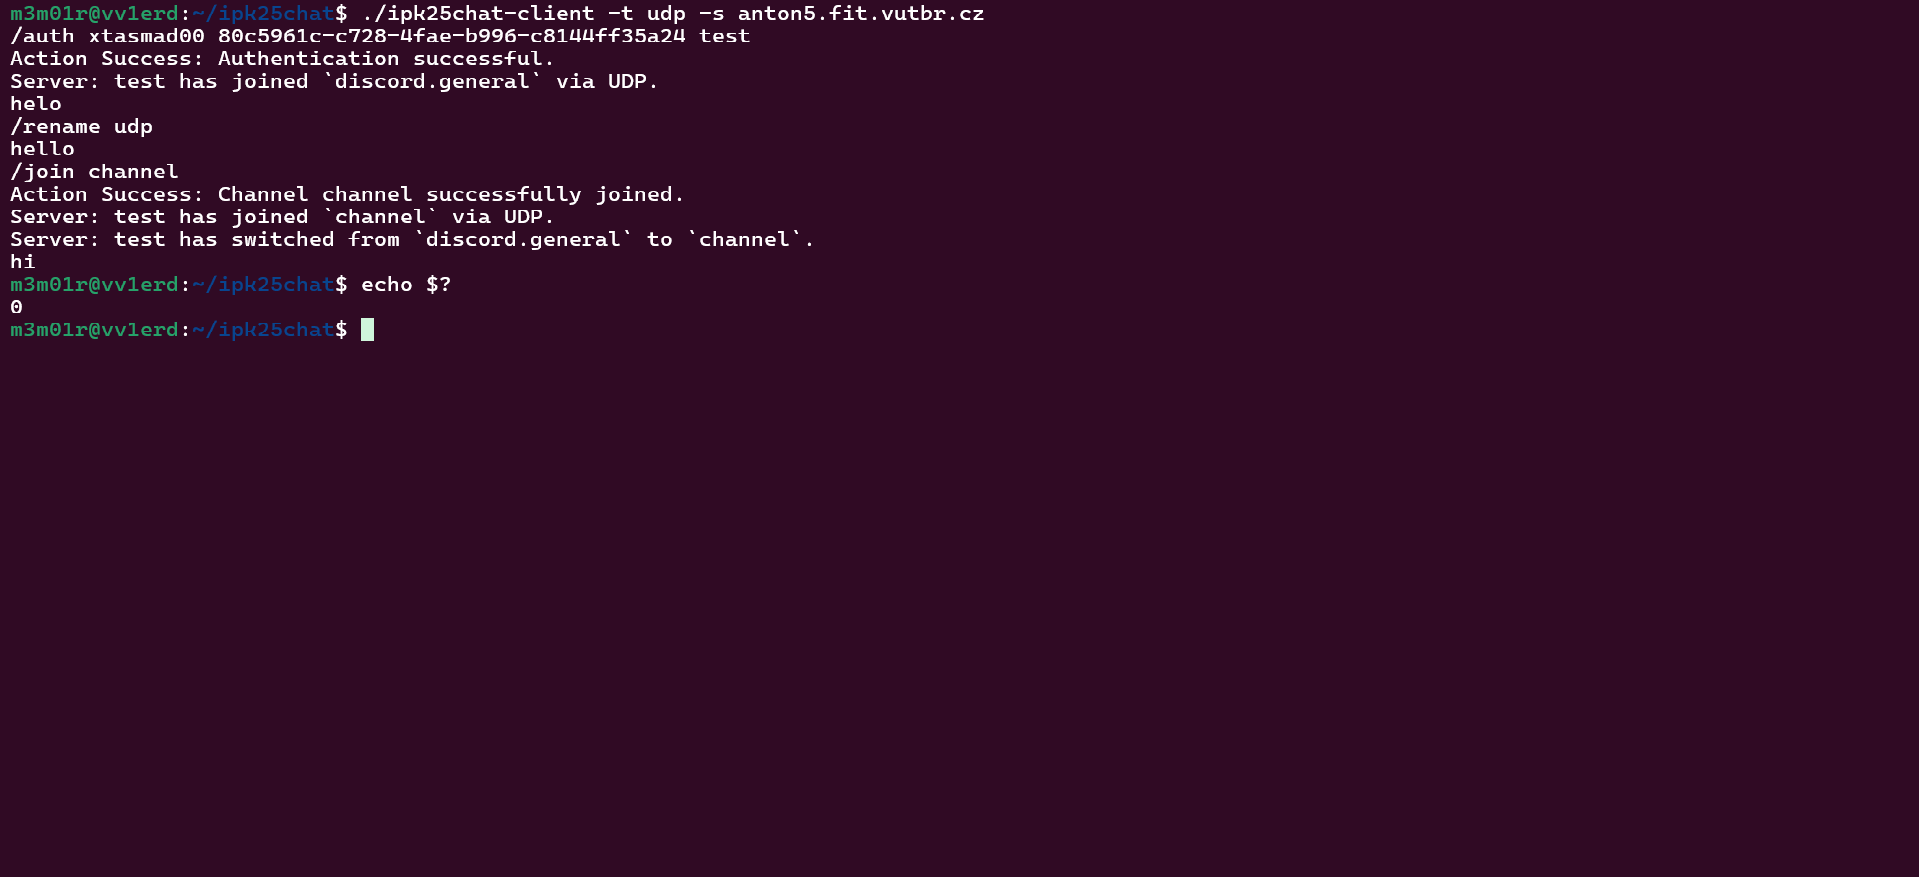 m3m01r@vv1erd:~/ipk25chat$ ./ipk25chat-client -t udp -s anton5.fit.vutbr.cz
/auth xtasmad00 80c5961c-c728-4fae-b996-c8144ff35a24 test
Action Success: Authentication successful.
Server: test has joined `discord.general` via UDP.
helo
/rename udp
hello
/join channel
Action Success: Channel channel successfully joined.
Server: test has joined `channel` via UDP.
Server: test has switched from `discord.general` to `channel`.
hi
m3m01r@vv1erd:~/ipk25chat$ echo $?
0
m3m01r@vv1erd:~/ipk25chat$